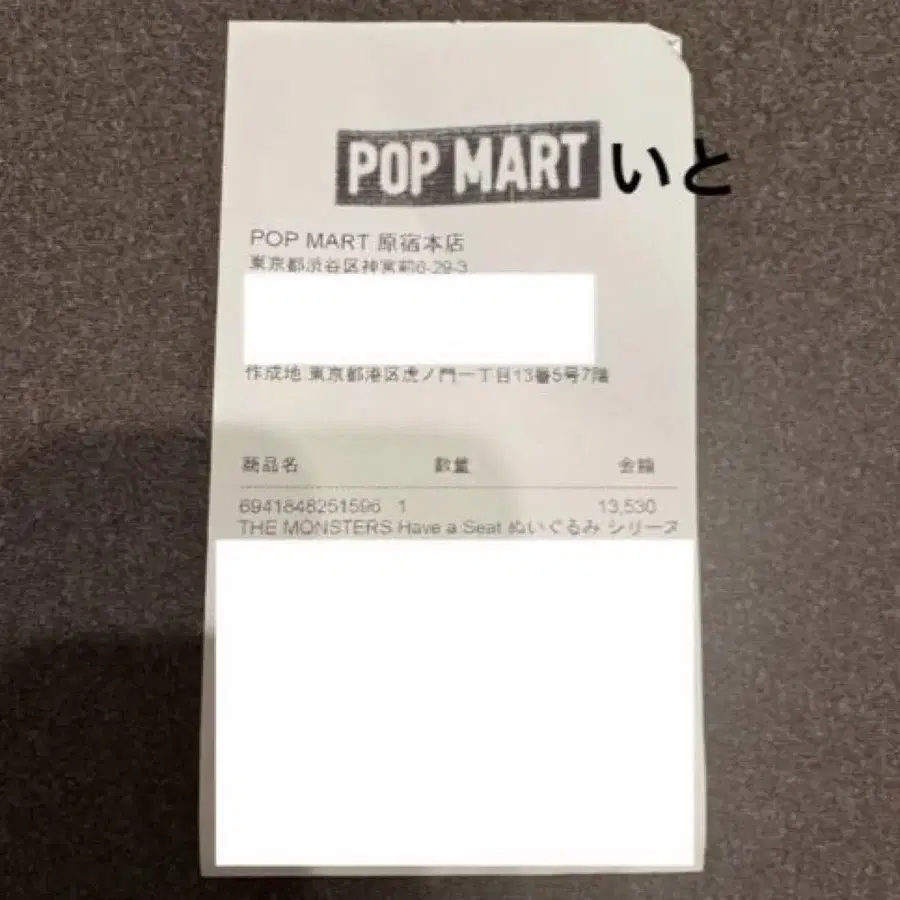 POP MART いと
POP MART 原宿本店
東京都渋谷区神宮前6-29-3
作成地 東京都港区虎ノ門一丁目13番5号7階
商品名 数量 金額
6941848251596 1 13,530
THE MONSTERS Have a Seat ぬいぐるみ シリーズ